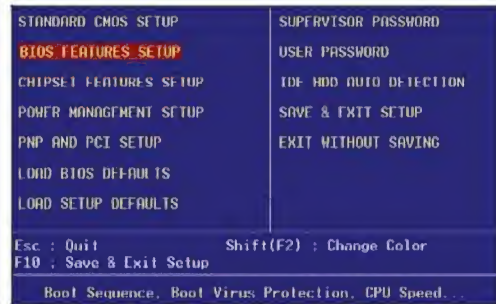 STANDARD CMOS SETUP
BIOS FEATURES SETUP
CHIPSET FEATURES SETUP
POWER MANAGEMENT SETUP
PNP AND PCI SETUP
LOAD BIOS DEFAULTS
LOAD SETUP DEFAULTS
SUPERVISOR PASSWORD
USER PASSWORD
IDE HDD AUTO DETECTION
SAVE & EXIT SETUP
EXIT WITHOUT SAVING
Esc : Quit Shift(F2) : Change Color
F10 : Save & Exit Setup
Boot Sequence, Boot Virus Protection, CPU Speed...